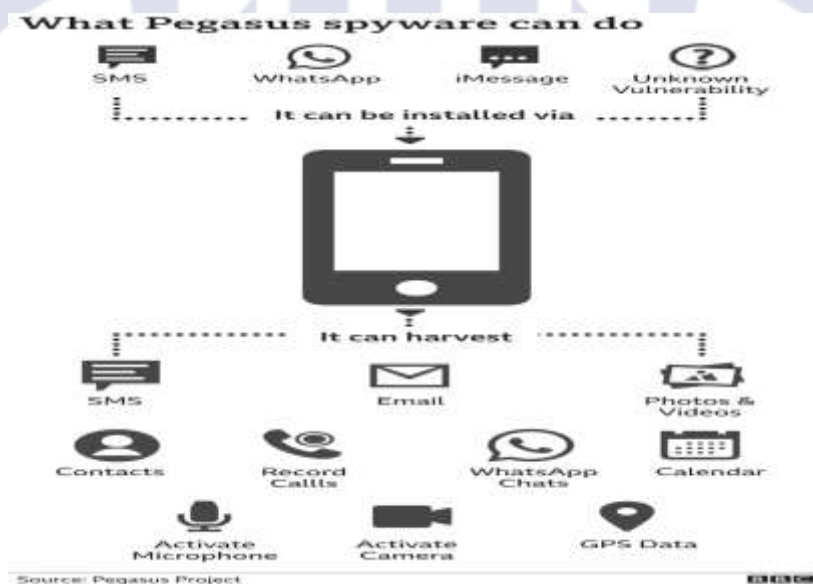 What Pegasus spyware can do
SMS
WhatsApp
iMessage
Unknown
Vulnerability
It can be installed via
It can harvest
SMS
Email
Photos &
Videos
Contacts
Record
Callls
WhatsApp
Chats
Calendar
Activate
Microphone
Activate
Camera
GPS Data
Source: Pegasus Project
BBC